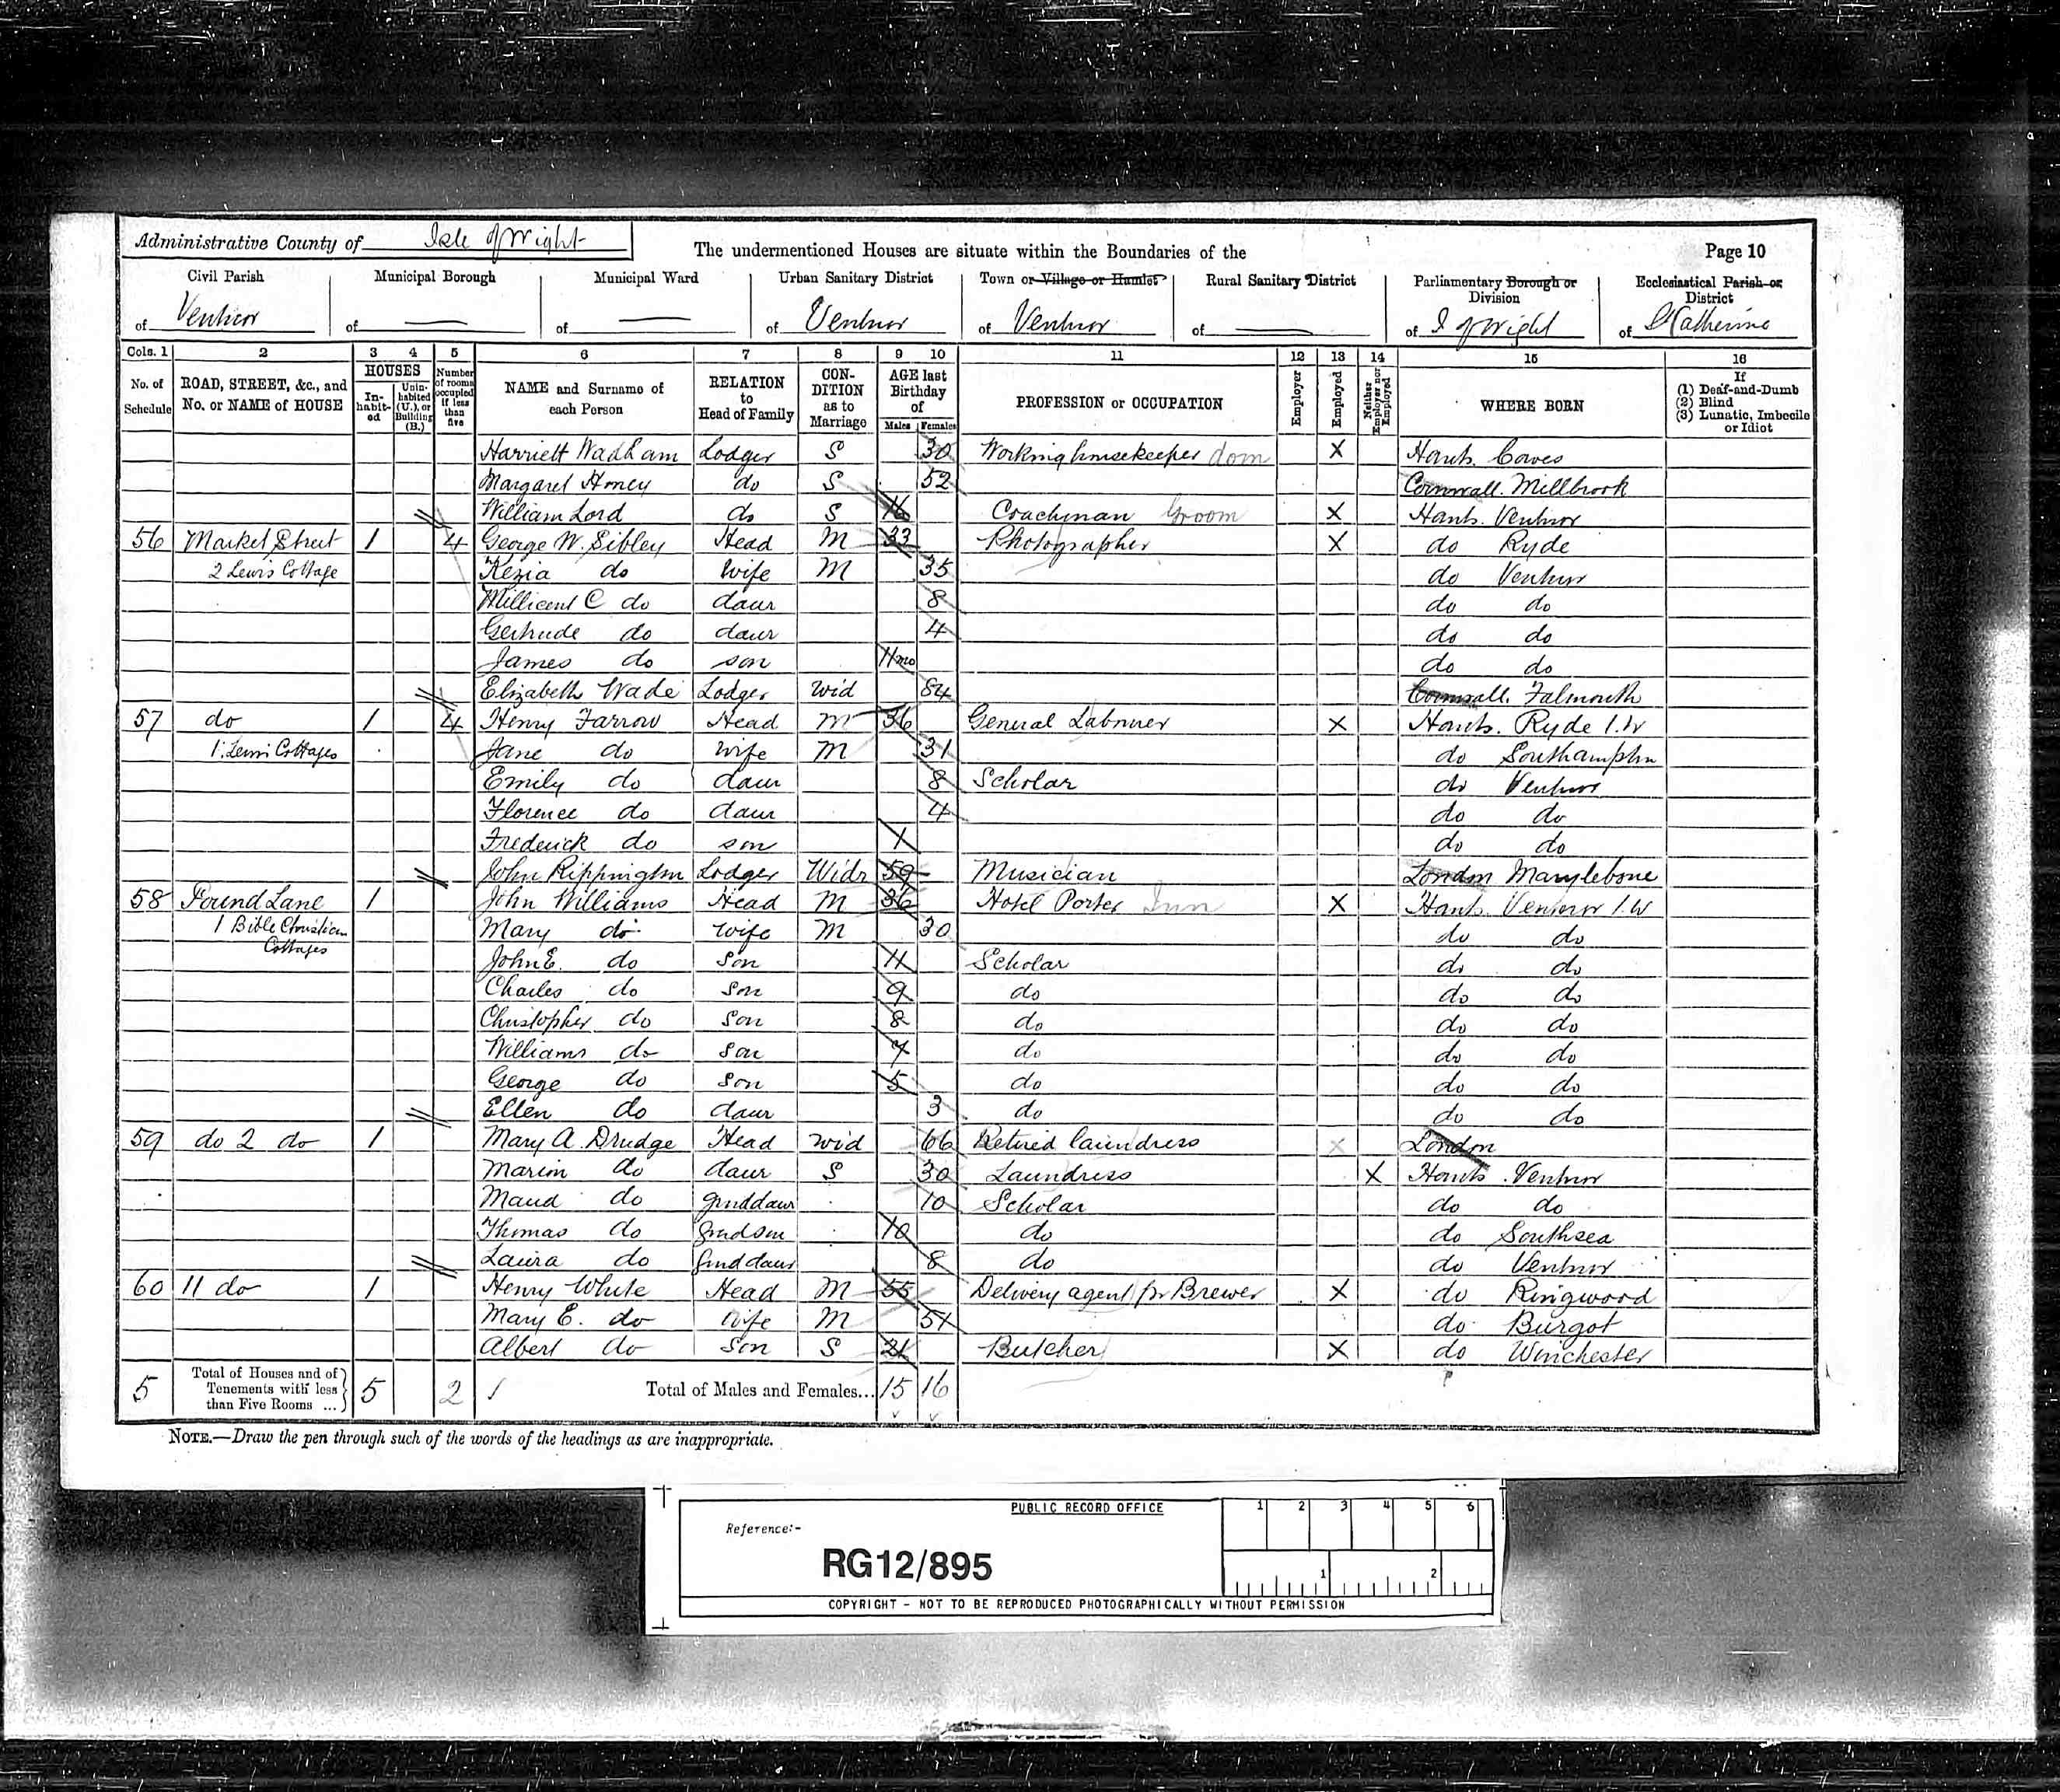 Administrative County of Isle of Wight
The undermentioned Houses are situate within the Boundaries of the
Page 10
Civil Parish Municipal Borough Municipal Ward Urban Sanitary District Town or Village or Hamlet Rural Sanitary District Parliamentary Borough or Division Ecclesiastical Parish or District
of Ventnor of — of — of Ventnor of Ventnor of — of I of Wight of St Catherine
Cols. 1 2 3 4 5 6 7 8 9 10 11 12 13 14 15 16
No. of Schedule ROAD, STREET, &c., and No. or NAME of HOUSE HOUSES In-habit-ed Unin-habited (U.), or Building (B.) Number of rooms occupied if less than five NAME and Surname of each Person RELATION to Head of Family CON-DITION as to Marriage AGE last Birthday of Males Females PROFESSION or OCCUPATION Employer Employed Neither Employer nor Employed WHERE BORN If (1) Deaf-and-Dumb (2) Blind (3) Lunatic, Imbecile or Idiot
Harriett Wadham Lodger S 30 Working housekeeper dom X Hants. Cowes
Margaret Honey do S 52 Cornwall. Millbrook
William Lord do S 16 Coachman Groom X Hants. Ventnor
56 Market Street 1 4 George W. Sibley Head M 33 Photographer X do Ryde
2 Lewis Cottage Kezia do Wife M 35 do Ventnor
Millicent C do daur 8 do do
Gertrude do daur 4 do do
James do son 11mo do do
Elizabeth Wade Lodger Wid 84 Cornwall. Falmouth
57 do 1 4 Henry Farrow Head M 36 General Labourer X Hants. Ryde I.W
1 Lewis Cottages Jane do Wife M 31 do Southampton
Emily do daur 8 Scholar do Ventnor
Florence do daur 4 do do
Frederick do son 1 do do
John Rippington Lodger Widr 59 Musician London Marylebone
58 Pound Lane 1 John Williams Head M 36 Hotel Porter Inn X Hants. Ventnor I.W
1 Bible Christian Cottages Mary do Wife M 30 do do
John E. do Son 11 Scholar do do
Charles do Son 9 do do do
Christopher do Son 8 do do do
Williams do Son 7 do do do
George do Son 5 do do do
Ellen do daur 3 do do do
59 do 2 do 1 Mary A. Drudge Head Wid 66 Retired Laundress X London
Marion do daur S 30 Laundress X Hants. Ventnor
Maud do gnddaur 10 Scholar do do
Thomas do gndson 10 do do Southsea
Laura do gnddaur 8 do do Ventnor
60 11 do 1 Henry White Head M 55 Delivery agent for Brewer X do Ringwood
Mary E. do Wife M 51 do Burgot
Albert do Son S 21 Butcher X do Winchester
5 Total of Houses and of Tenements with less than Five Rooms ... 5 2 Total of Males and Females... 15 16
NOTE.—Draw the pen through such of the words of the headings as are inappropriate.
PUBLIC RECORD OFFICE
1 2 3 4 5 6
Reference:-
RG12/895
1 2
COPYRIGHT - NOT TO BE REPRODUCED PHOTOGRAPHICALLY WITHOUT PERMISSION